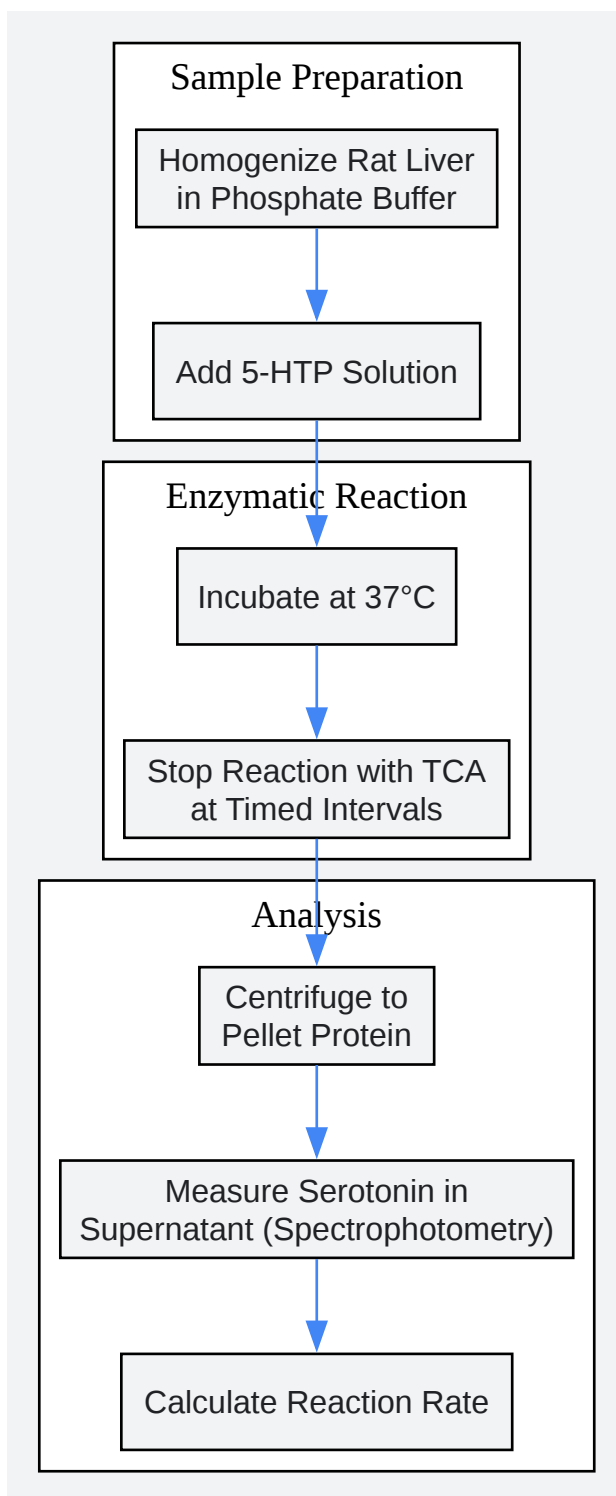 Sample Preparation
Homogenize Rat Liver
in Phosphate Buffer
Add 5-HTP Solution
Enzymatic Reaction
Incubate at 37°C
Stop Reaction with TCA
at Timed Intervals
Analysis
Centrifuge to
Pellet Protein
Measure Serotonin in
Supernatant (Spectrophotometry)
Calculate Reaction Rate